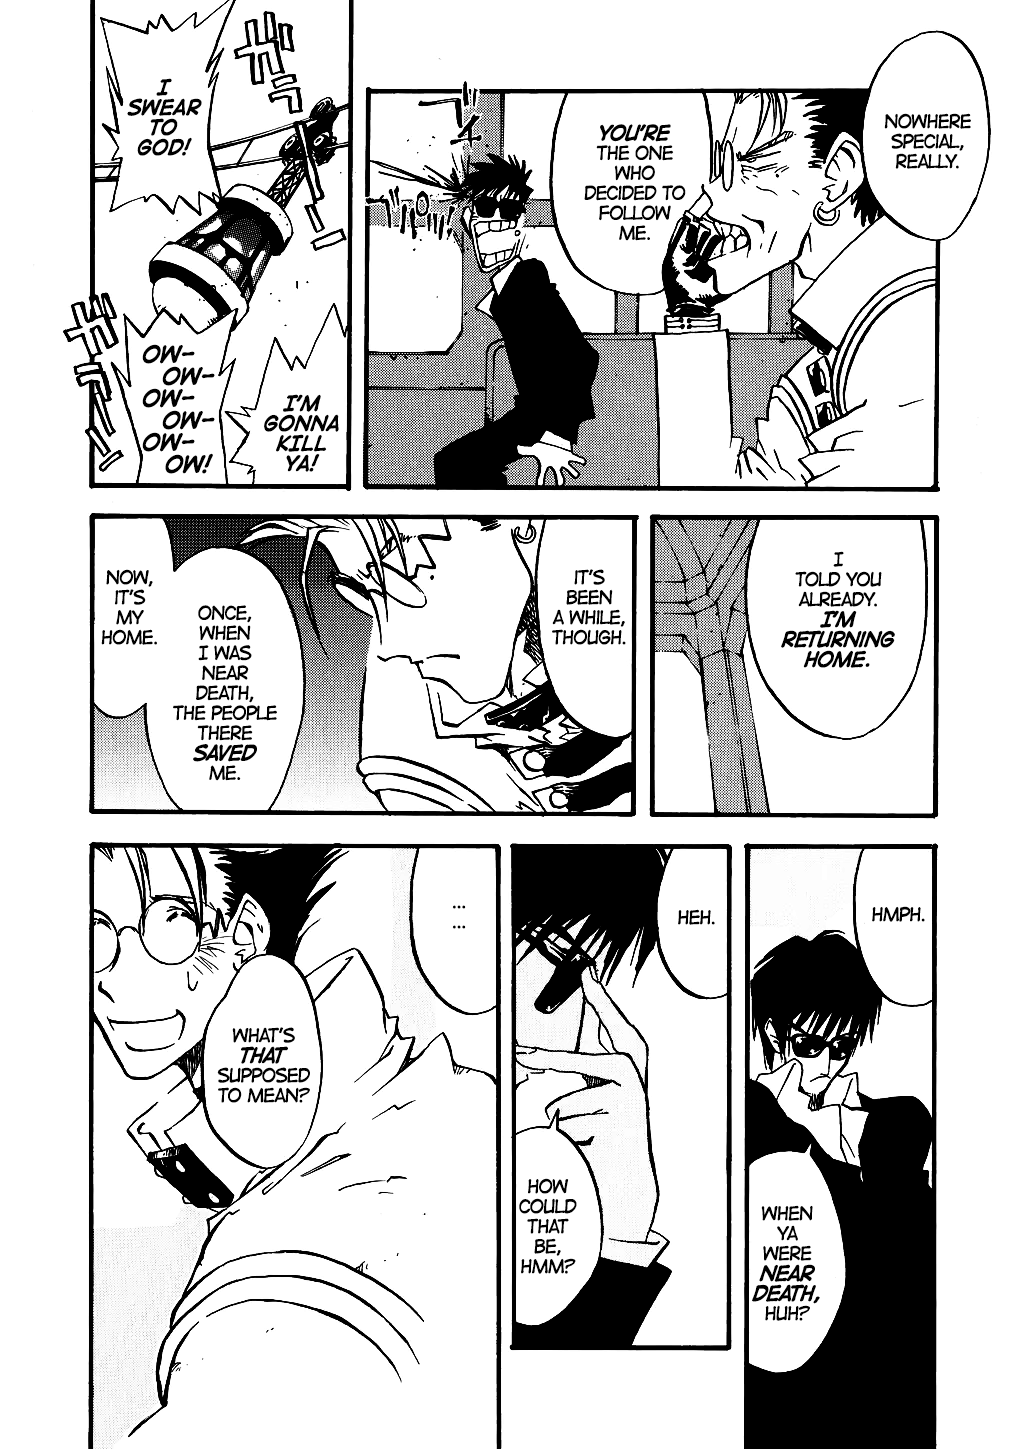 NOWHERE
SPECIAL,
REALLY.
YOU'RE
THE ONE
WHO
DECIDED TO
FOLLOW
ME.
I
SWEAR
TO
GOD!
I'M
GONNA
KILL
YA!
OW-
OW-
OW-
OW-
OW-
OW!
I
TOLD YOU
ALREADY.
I'M
RETURNING
HOME.
IT'S
BEEN
A WHILE,
THOUGH.
ONCE,
WHEN
I WAS
NEAR
DEATH,
THE PEOPLE
THERE
SAVED
ME.
NOW,
IT'S
MY
HOME.
HMPH.
WHEN
YA
WERE
NEAR
DEATH,
HUH?
HEH.
HOW
COULD
THAT
BE,
HMM?
...
...
WHAT'S
THAT
SUPPOSED
TO MEAN?